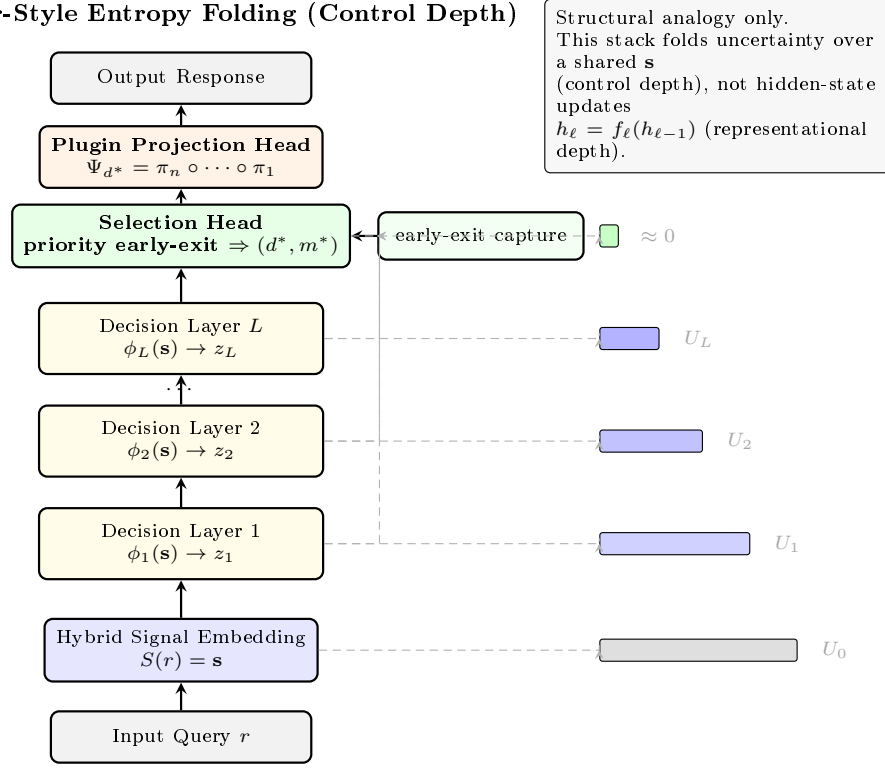 -Style Entropy Folding (Control Depth)
Structural analogy only.
This stack folds uncertainty over
a shared s
(control depth), not hidden-state
updates
hℓ = fℓ(hℓ−1) (representational
depth).
Output Response
Plugin Projection Head
Ψd* = πn ∘ ⋯ ∘ π1
Selection Head
priority early-exit ⇒ (d*, m*)
early-exit capture
≈ 0
Decision Layer L
ϕL(s) → zL
UL
...
Decision Layer 2
ϕ2(s) → z2
U2
Decision Layer 1
ϕ1(s) → z1
U1
Hybrid Signal Embedding
S(r) = s
U0
Input Query r